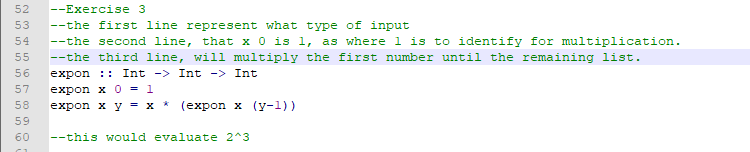 52 --Exercise 3
53 --the first line represent what type of input
54 --the second line, that x 0 is 1, as where 1 is to identify for multiplication.
55 --the third line, will multiply the first number until the remaining list.
56 expon :: Int -> Int -> Int
57 expon x 0 = 1
58 expon x y = x * (expon x (y-1))
59
60 --this would evaluate 2^3